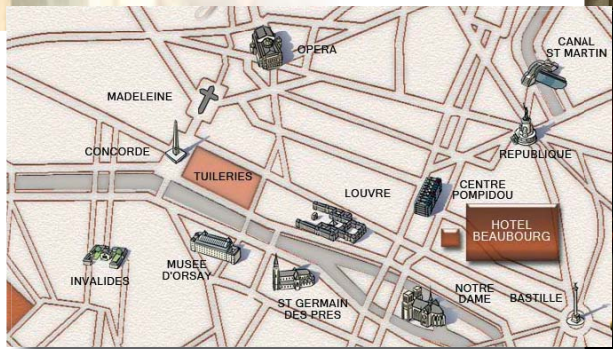 OPERA
CANAL
ST MARTIN
MADELEINE
CONCORDE
REPUBLIQUE
TUILERIES
LOUVRE
CENTRE
POMPIDOU
HOTEL
BEAUBOURG
INVALIDES
MUSEE
D'ORSAY
ST GERMAIN
DES PRES
NOTRE
DAME
BASTILLE